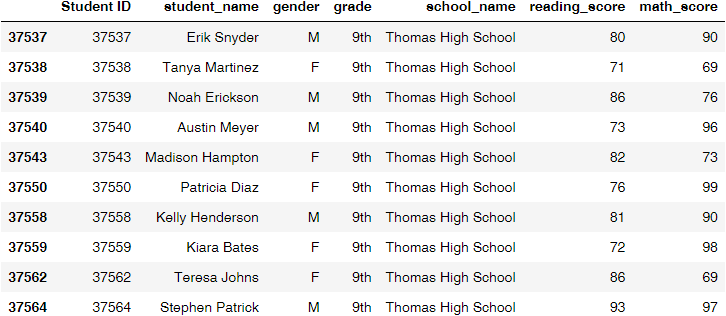 Student ID student_name gender grade school_name reading_score math_score
37537 37537 Erik Snyder M 9th Thomas High School 80 90
37538 37538 Tanya Martinez F 9th Thomas High School 71 69
37539 37539 Noah Erickson M 9th Thomas High School 86 76
37540 37540 Austin Meyer M 9th Thomas High School 73 96
37543 37543 Madison Hampton F 9th Thomas High School 82 73
37550 37550 Patricia Diaz F 9th Thomas High School 76 99
37558 37558 Kelly Henderson M 9th Thomas High School 81 90
37559 37559 Kiara Bates F 9th Thomas High School 72 98
37562 37562 Teresa Johns F 9th Thomas High School 86 69
37564 37564 Stephen Patrick M 9th Thomas High School 93 97